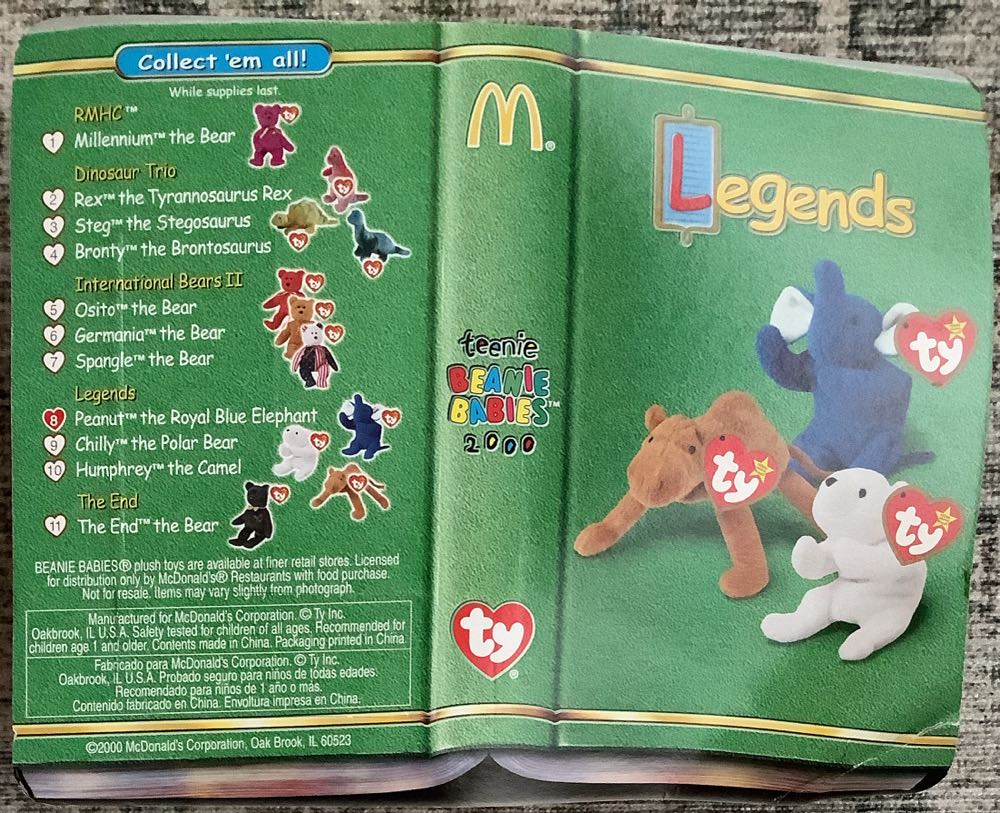 Collect 'em all!
While supplies last.
RMHC™
1 Millennium™ the Bear
Dinosaur Trio
2 Rex™ the Tyrannosaurus Rex
3 Steg™ the Stegosaurus
4 Bronty™ the Brontosaurus
International Bears II
5 Osito™ the Bear
6 Germania™ the Bear
7 Spangle™ the Bear
Legends
8 Peanut™ the Royal Blue Elephant
9 Chilly™ the Polar Bear
10 Humphrey™ the Camel
The End
11 The End™ the Bear
BEANIE BABIES® plush toys are available at finer retail stores. Licensed
for distribution only by McDonald's® Restaurants with food purchase.
Not for resale. Items may vary slightly from photograph.
Manufactured for McDonald's Corporation. © Ty Inc.
Oakbrook, IL U.S.A. Safety tested for children of all ages. Recommended for
children age 1 and older. Contents made in China. Packaging printed in China.
Fabricado para McDonald's Corporation. © Ty Inc.
Oakbrook, IL U.S.A. Probado seguro para niños de todas edades.
Recomendado para niños de 1 año o más.
Contenido fabricado en China. Envoltura impresa en China.
©2000 McDonald's Corporation, Oak Brook, IL 60523
M®
teenie
BEANIE
BABIES™
2000
ty®
Legends
ty
ty
ty